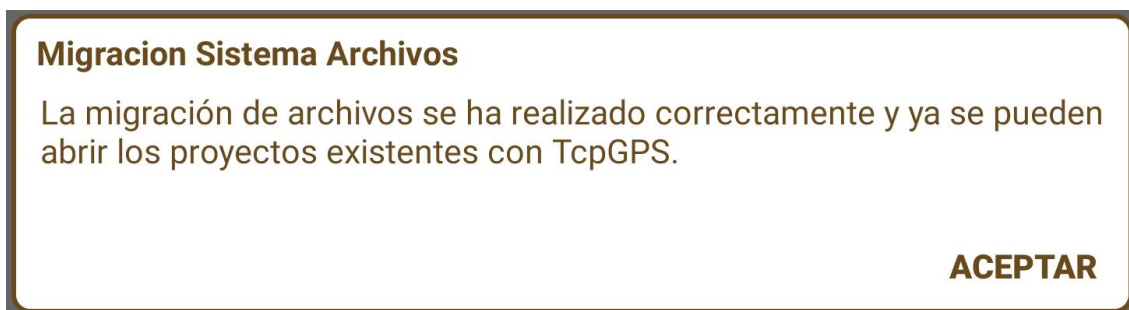 Migracion Sistema Archivos
La migración de archivos se ha realizado correctamente y ya se pueden
abrir los proyectos existentes con TcpGPS.
ACEPTAR